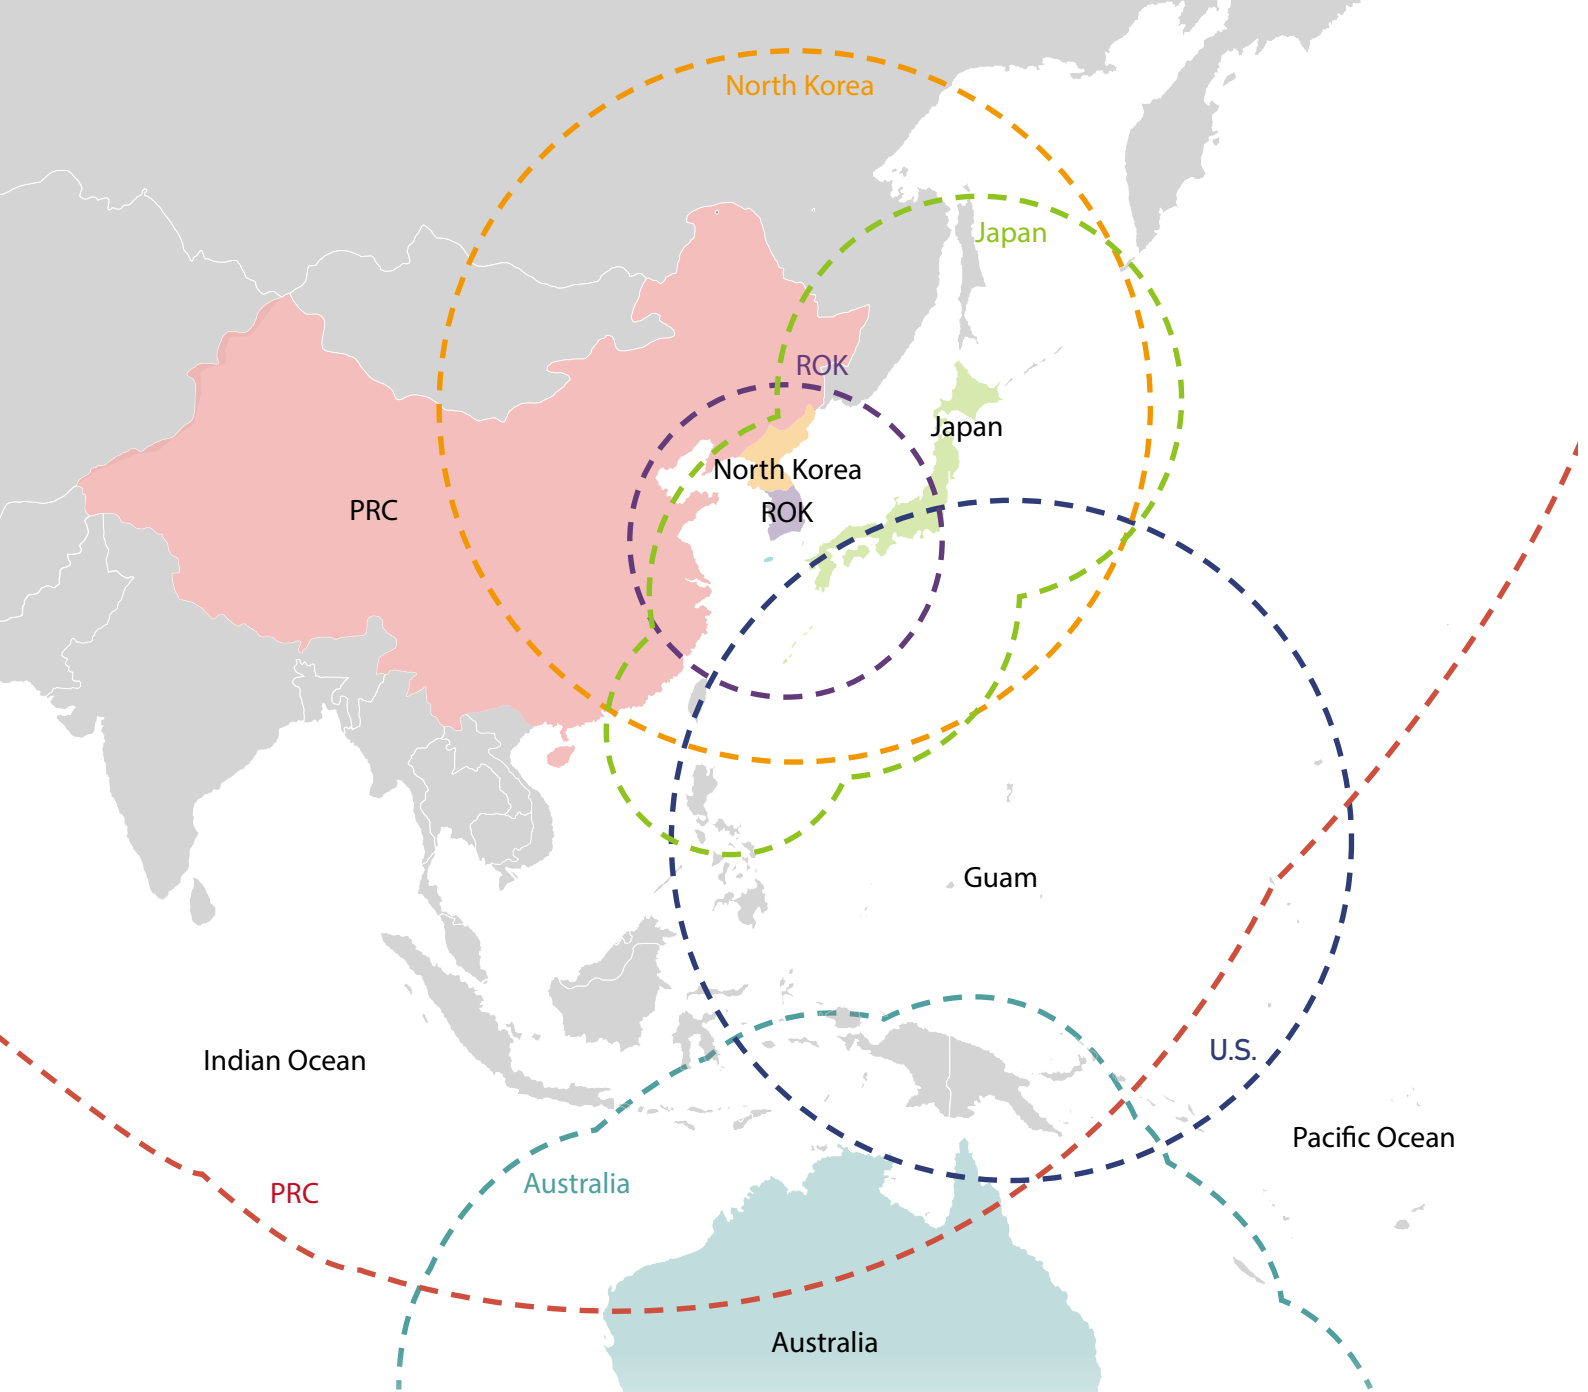 North Korea
Japan
ROK
Japan
North Korea
PRC
ROK
Guam
Indian Ocean
U.S.
Pacific Ocean
PRC
Australia
Australia